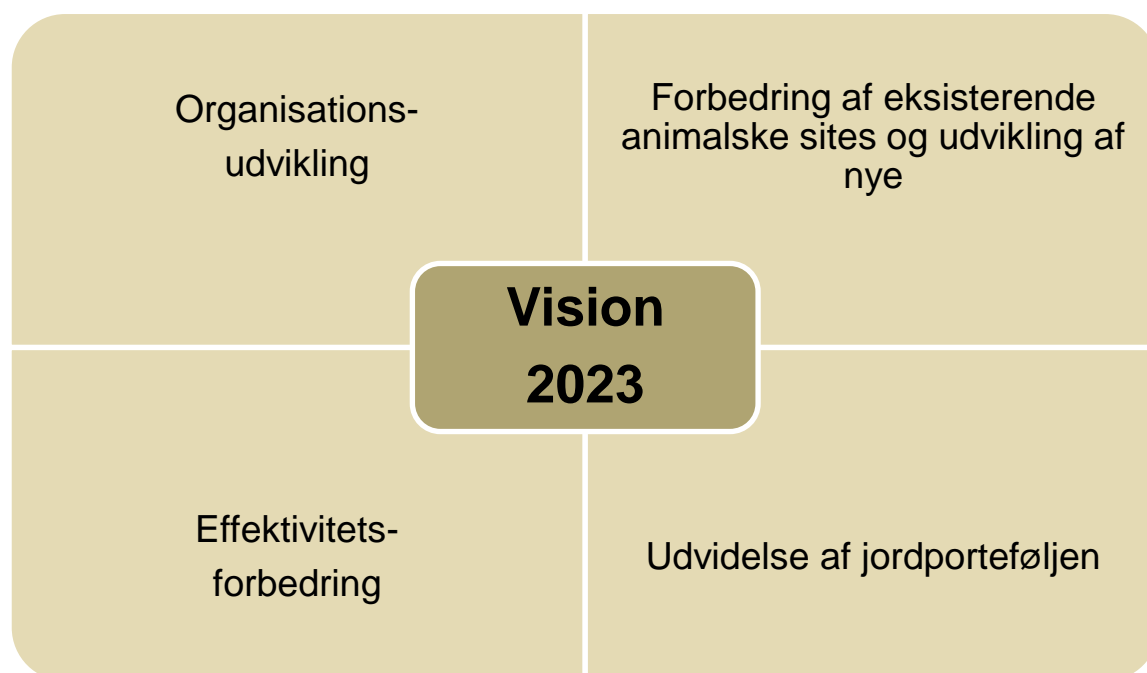 Organisations-
udvikling
Forbedring af eksisterende
animalske sites og udvikling af
nye
Vision
2023
Effektivitets-
forbedring
Udvidelse af jordporteføljen